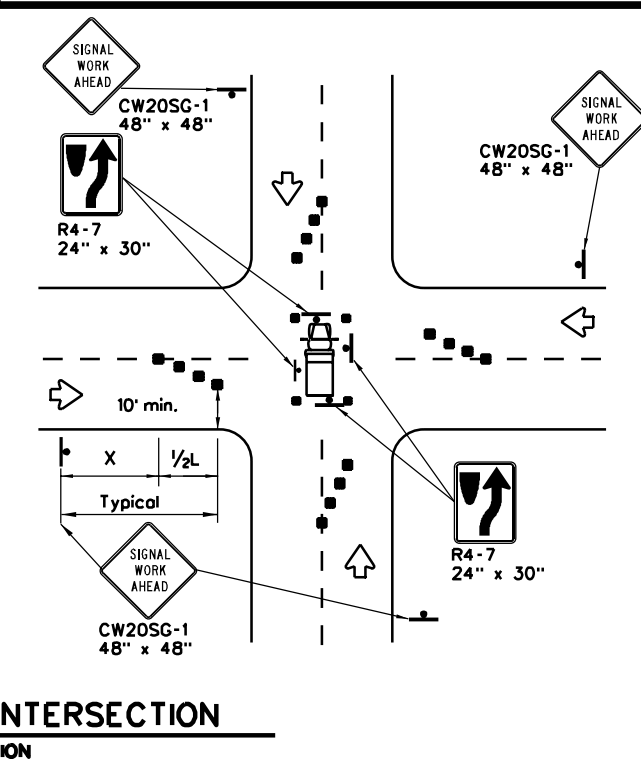 SIGNAL
WORK
AHEAD
CW20SG-1
48" x 48"
SIGNAL
WORK
AHEAD
CW20SG-1
48" x 48"
R4-7
24" x 30"
10' min.
X
½L
Typical
SIGNAL
WORK
AHEAD
CW20SG-1
48" x 48"
R4-7
24" x 30"
NTERSECTION
ION